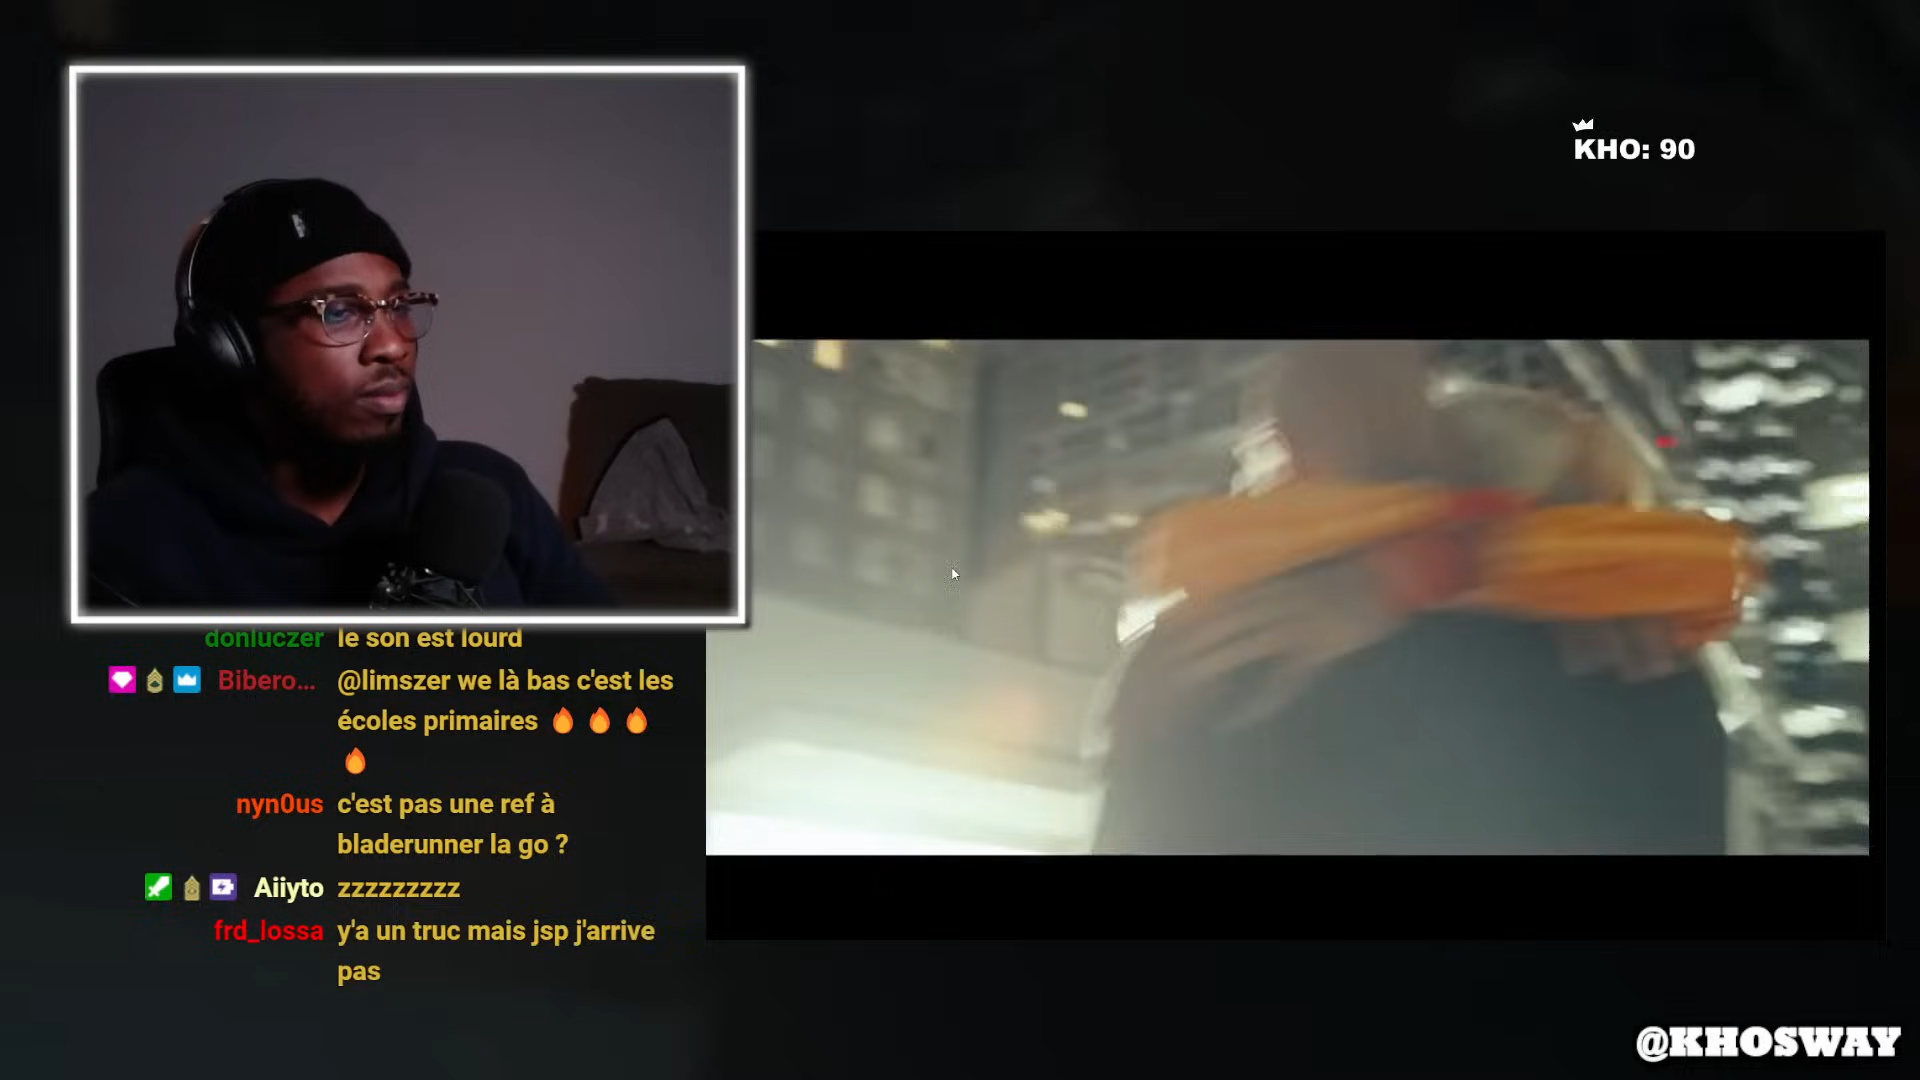 KHO: 90
donluczer le son est lourd
Bibero... @limszer we là bas c'est les
écoles primaires 🔥 🔥 🔥
🔥
nyn0us c'est pas une ref à
bladerunner la go ?
Aiiyto zzzzzzzzz
frd_lossa y'a un truc mais jsp j'arrive
pas
@KHOSWAY